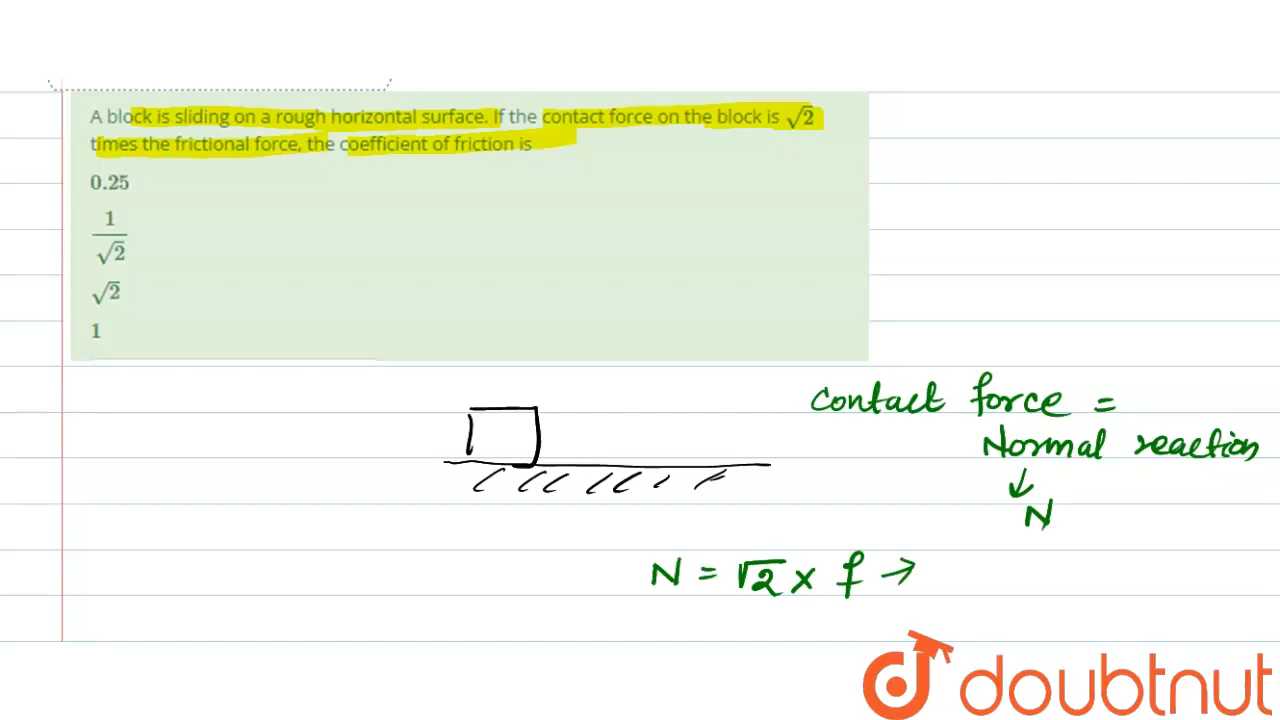 A block is sliding on a rough horizontal surface. If the contact force on the block is √2
times the frictional force, the coefficient of friction is
0.25
1/√2
√2
1
Contact force =
Normal reaction
↓
N
N = √2 × f →
doubtnut